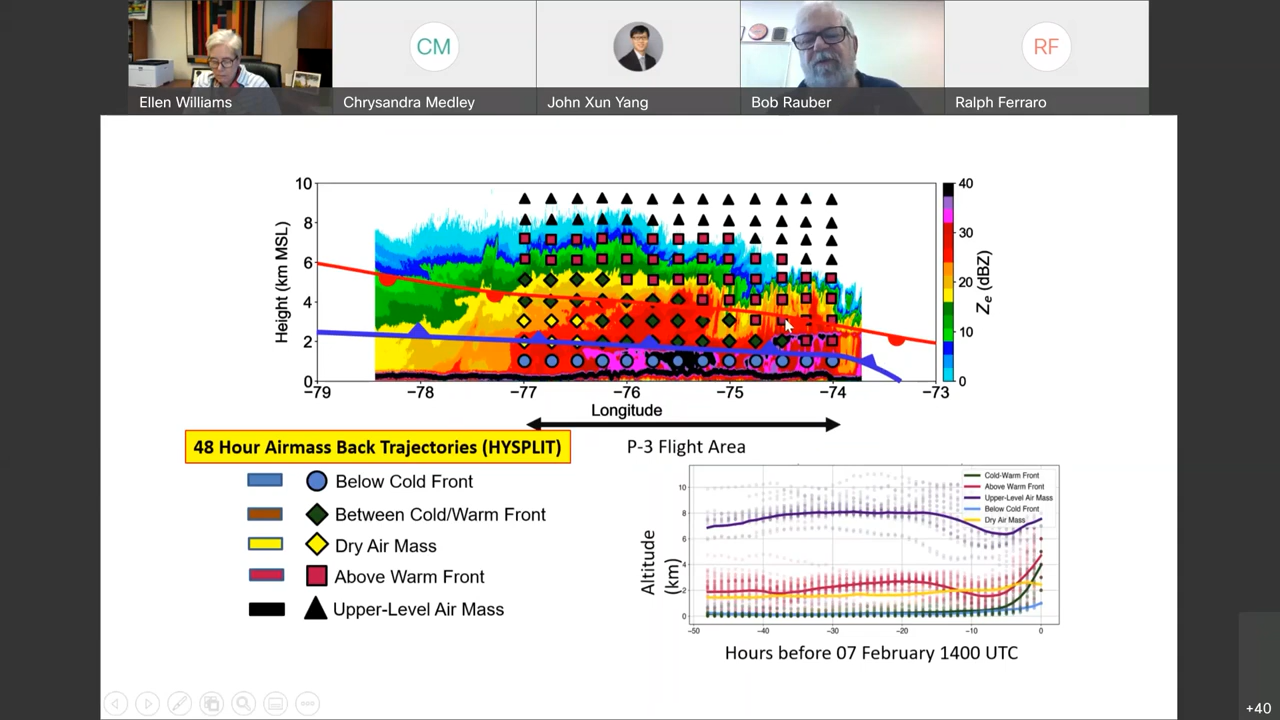 CM
RF
Ellen Williams
Chrysandra Medley
John Xun Yang
Bob Rauber
Ralph Ferraro
10
8
6
4
2
0
Height (km MSL)
−79
−78
−77
−76
−75
−74
−73
Longitude
40
30
20
10
0
Ze (dBZ)
P-3 Flight Area
48 Hour Airmass Back Trajectories (HYSPLIT)
Below Cold Front
Between Cold/Warm Front
Dry Air Mass
Above Warm Front
Upper-Level Air Mass
Cold-Warm Front
Above Warm Front
Upper-Level Air Mass
Below Cold Front
Dry Air Mass
10
8
6
4
2
0
Altitude
(km)
−50
−40
−30
−20
−10
0
Hours before 07 February 1400 UTC
+40